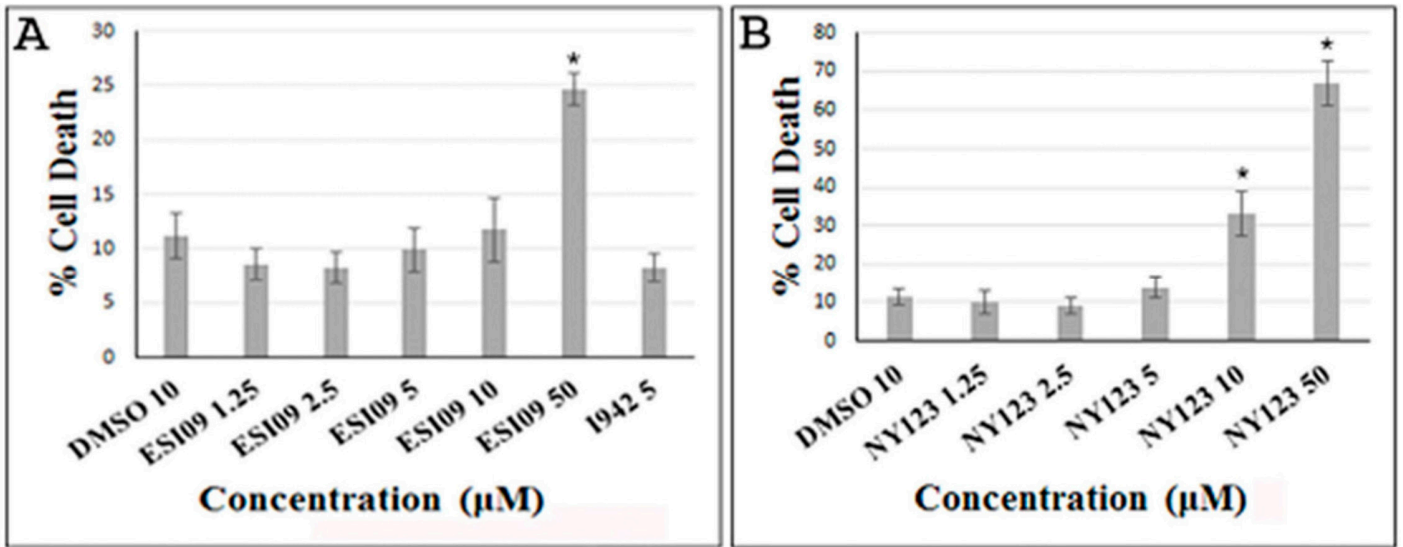 A
% Cell Death
30
25
20
15
10
5
0
*
DMSO 10
ESI09 1.25
ESI09 2.5
ESI09 5
ESI09 10
ESI09 50
I942 5
Concentration (µM)
B
% Cell Death
80
70
60
50
40
30
20
10
0
*
*
DMSO 10
NY123 1.25
NY123 2.5
NY123 5
NY123 10
NY123 50
Concentration (µM)